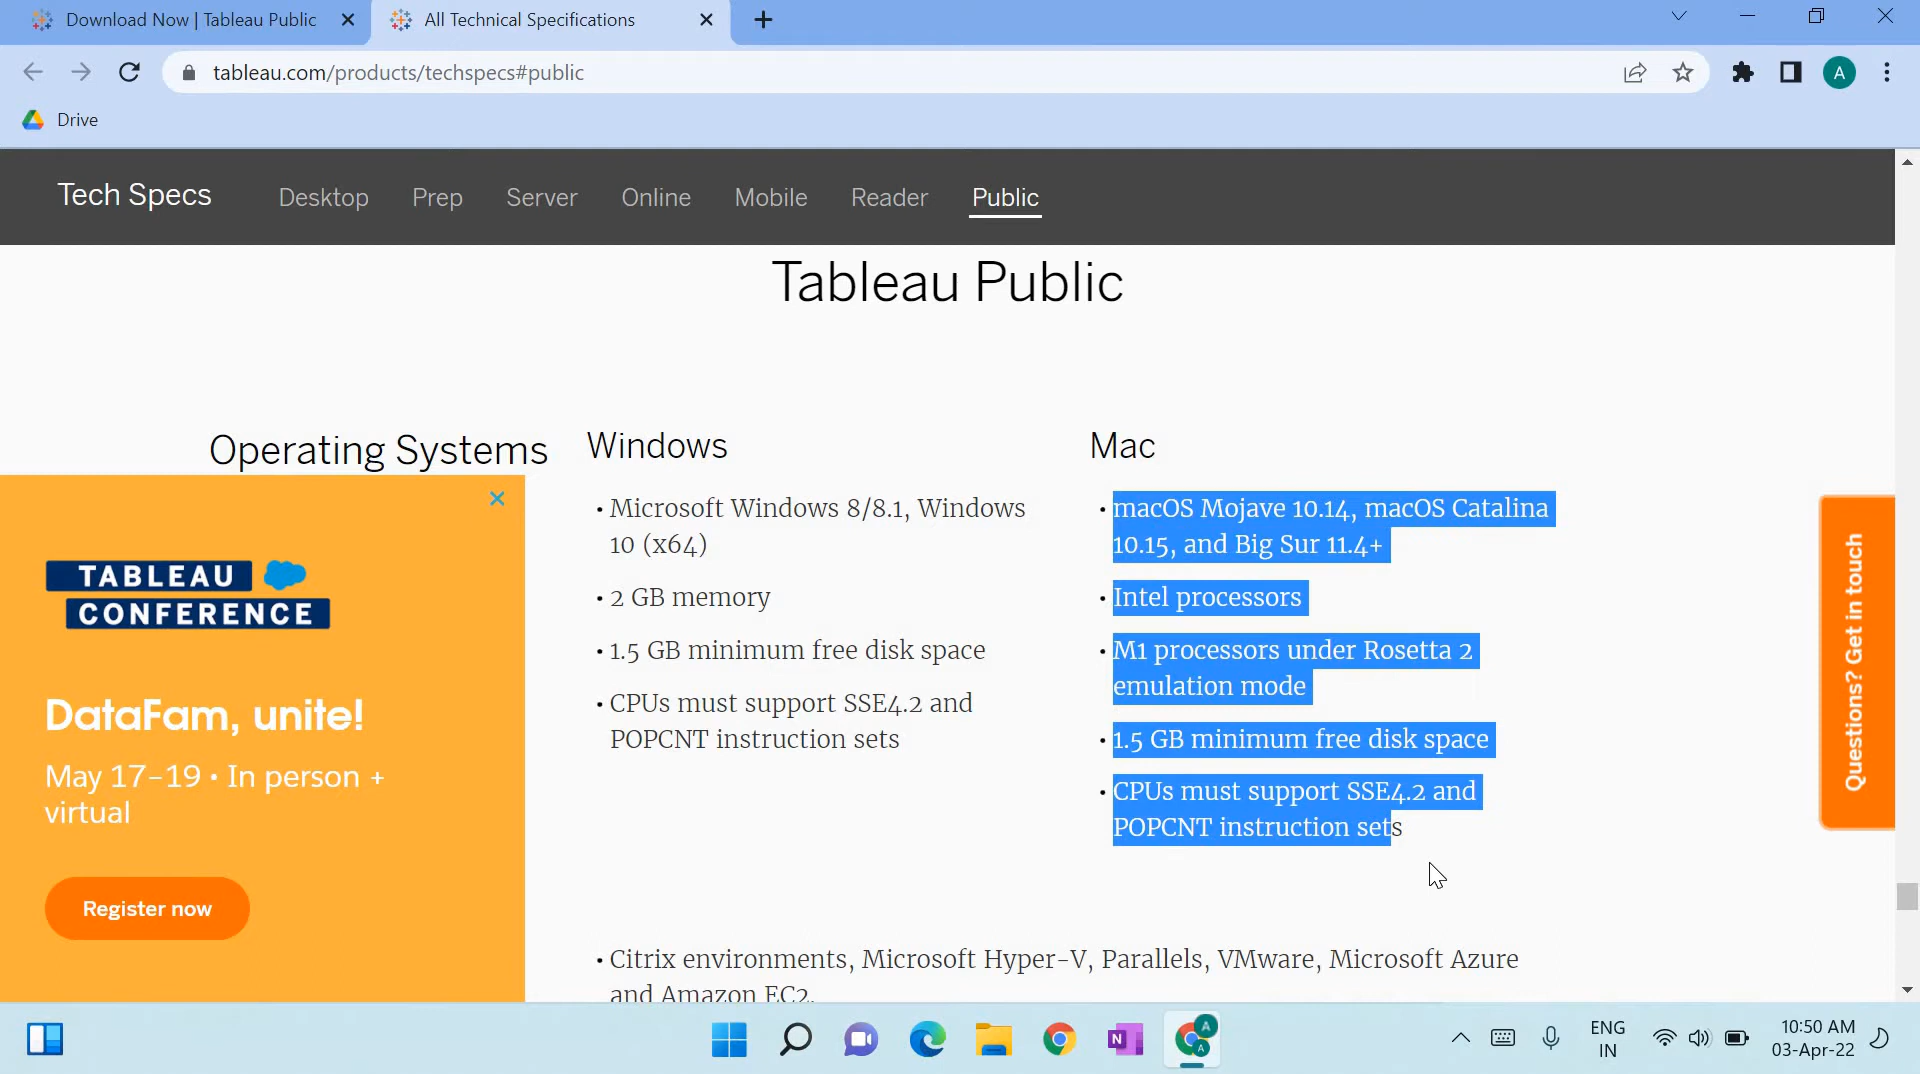 Download Now | Tableau Public
All Technical Specifications
tableau.com/products/techspecs#public
A
Drive
Tech Specs
Desktop
Prep
Server
Online
Mobile
Reader
Public
Tableau Public
Operating Systems
Windows
• Microsoft Windows 8/8.1, Windows
10 (x64)
• 2 GB memory
• 1.5 GB minimum free disk space
• CPUs must support SSE4.2 and
POPCNT instruction sets
Mac
• macOS Mojave 10.14, macOS Catalina
10.15, and Big Sur 11.4+
• Intel processors
• M1 processors under Rosetta 2
emulation mode
• 1.5 GB minimum free disk space
• CPUs must support SSE4.2 and
POPCNT instruction sets
• Citrix environments, Microsoft Hyper-V, Parallels, VMware, Microsoft Azure
and Amazon EC2.
TABLEAU
CONFERENCE
DataFam, unite!
May 17–19 • In person +
virtual
Register now
Questions? Get in touch
N
A
A
ENG
IN
10:50 AM
03-Apr-22